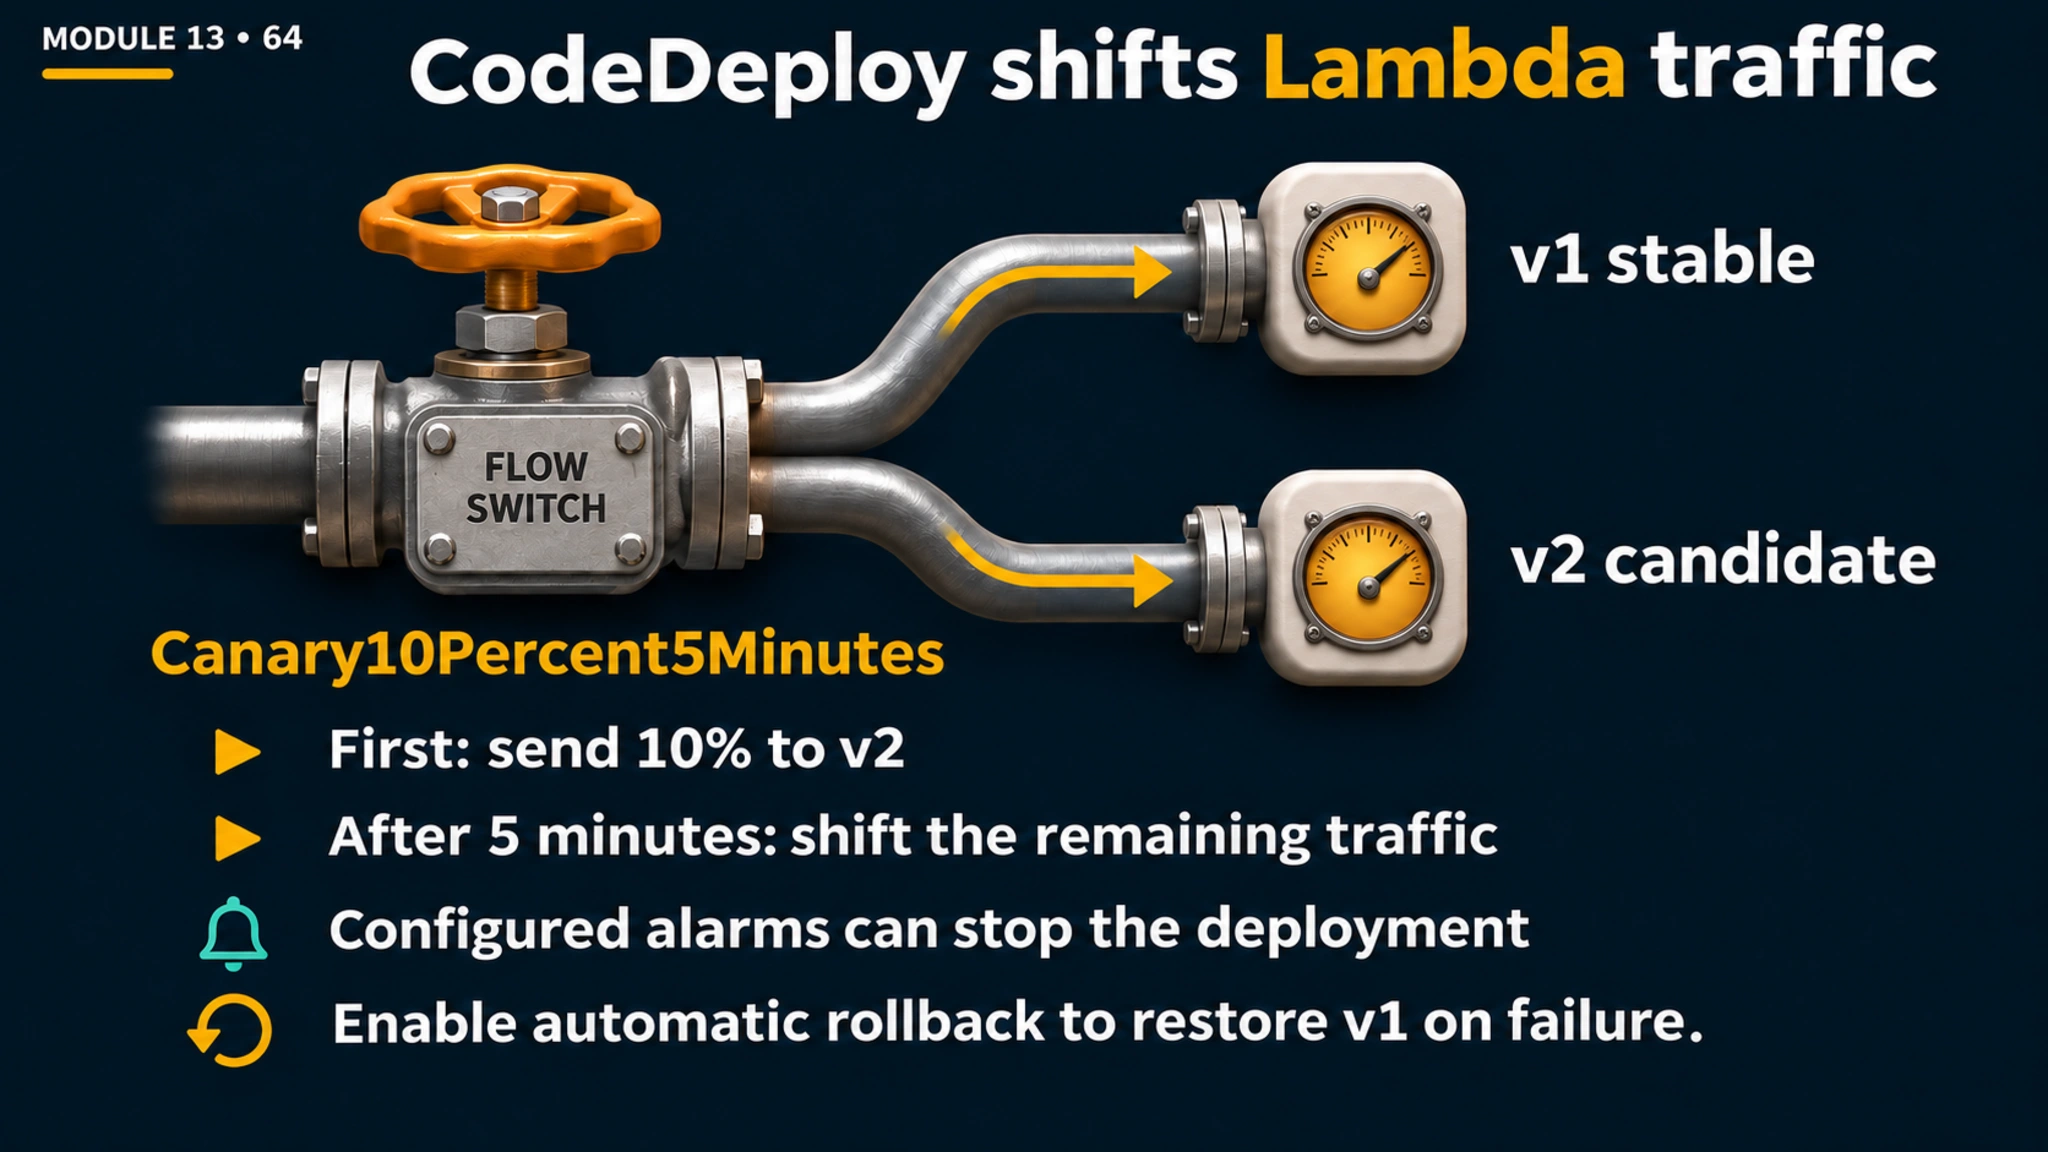 MODULE 13 • 64
CodeDeploy shifts Lambda traffic
FLOW
SWITCH
v1 stable
v2 candidate
Canary10Percent5Minutes
First: send 10% to v2
After 5 minutes: shift the remaining traffic
Configured alarms can stop the deployment
Enable automatic rollback to restore v1 on failure.